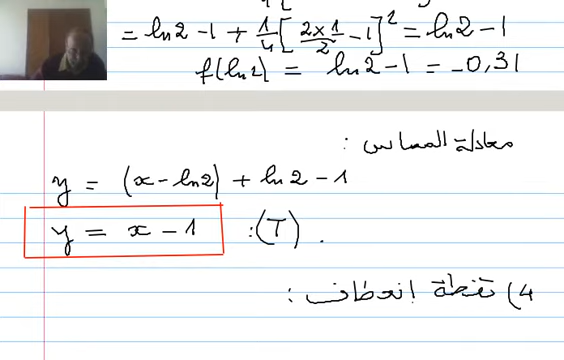 = ln2 - 1 + 1/4 [ (2×1)/2 - 1 ]² = ln2 - 1
f(ln2) = ln2 - 1 = -0,31
معادلة المماس :
y = (x - ln2) + ln2 - 1
y = x - 1 :(T) .
4) نقطة انعطاف :